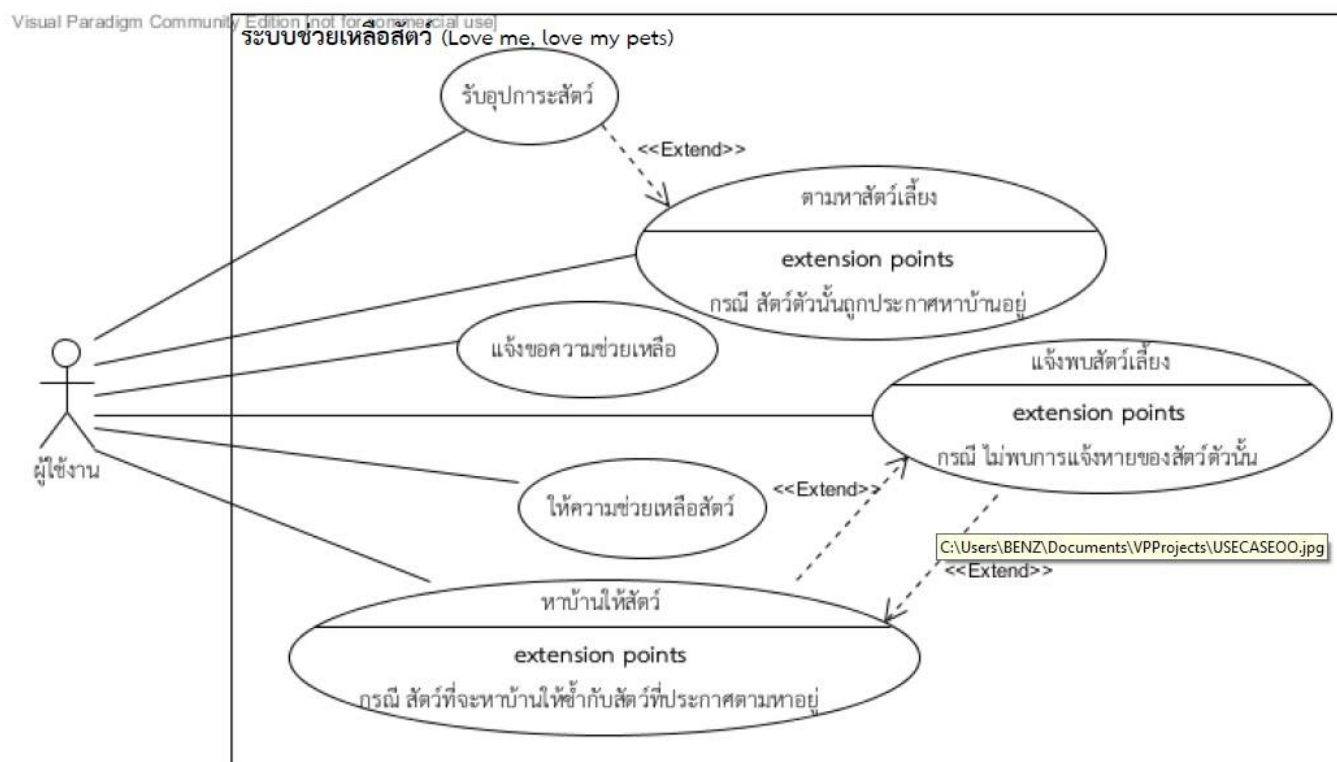 Visual Paradigm Community Edition [not for commercial use]
ระบบช่วยเหลือสัตว์ (Love me, love my pets)
รับอุปการะสัตว์
<<Extend>>
ตามหาสัตว์เลี้ยง
extension points
กรณี สัตว์ตัวนั้นถูกประกาศหาบ้านอยู่
แจ้งขอความช่วยเหลือ
แจ้งพบสัตว์เลี้ยง
extension points
กรณี ไม่พบการแจ้งหายของสัตว์ตัวนั้น
ผู้ใช้งาน
<<Extend>>
ให้ความช่วยเหลือสัตว์
C:\Users\BENZ\Documents\VPProjects\USECASEOO.jpg
<<Extend>>
หาบ้านให้สัตว์
extension points
กรณี สัตว์ที่จะหาบ้านให้ซ้ำกับสัตว์ที่ประกาศตามหาอยู่